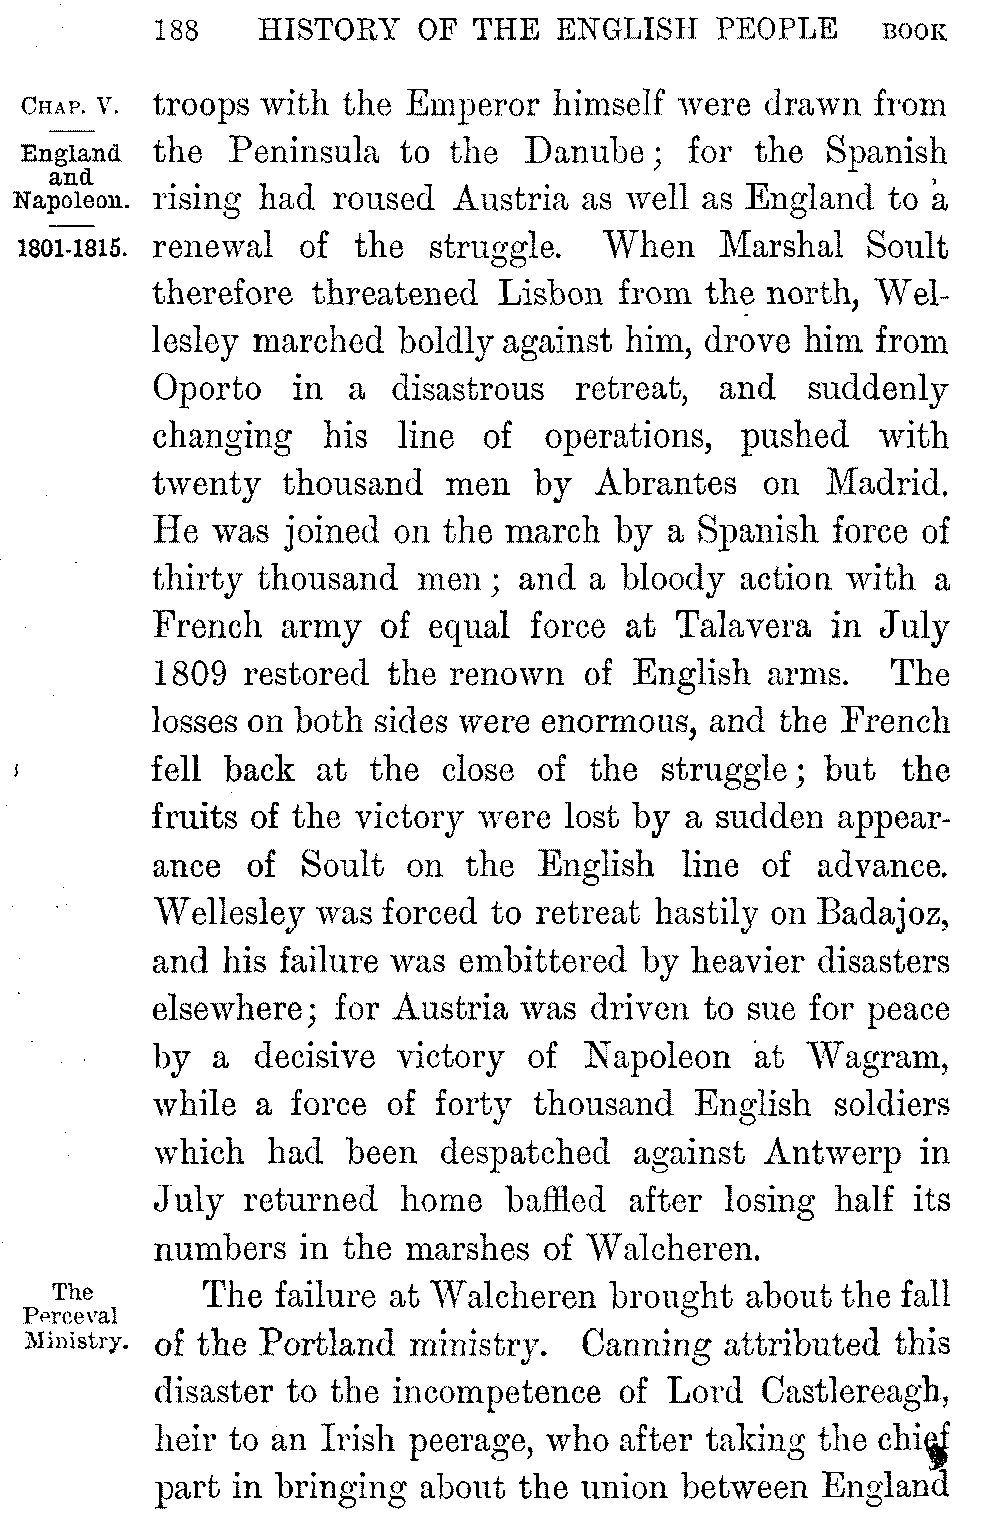 188 HISTORY OF THE ENGLISH PEOPLE BOOK
CHAP. V.
England
and
Napoleon.
1801-1815.
troops with the Emperor himself were drawn from
the Peninsula to the Danube; for the Spanish
rising had roused Austria as well as England to a
renewal of the struggle. When Marshal Soult
therefore threatened Lisbon from the north, Wel-
lesley marched boldly against him, drove him from
Oporto in a disastrous retreat, and suddenly
changing his line of operations, pushed with
twenty thousand men by Abrantes on Madrid.
He was joined on the march by a Spanish force of
thirty thousand men; and a bloody action with a
French army of equal force at Talavera in July
1809 restored the renown of English arms. The
losses on both sides were enormous, and the French
fell back at the close of the struggle; but the
fruits of the victory were lost by a sudden appear-
ance of Soult on the English line of advance.
Wellesley was forced to retreat hastily on Badajoz,
and his failure was embittered by heavier disasters
elsewhere; for Austria was driven to sue for peace
by a decisive victory of Napoleon at Wagram,
while a force of forty thousand English soldiers
which had been despatched against Antwerp in
July returned home baffled after losing half its
numbers in the marshes of Walcheren.
The
Perceval
Ministry.
The failure at Walcheren brought about the fall
of the Portland ministry. Canning attributed this
disaster to the incompetence of Lord Castlereagh,
heir to an Irish peerage, who after taking the chief
part in bringing about the union between England